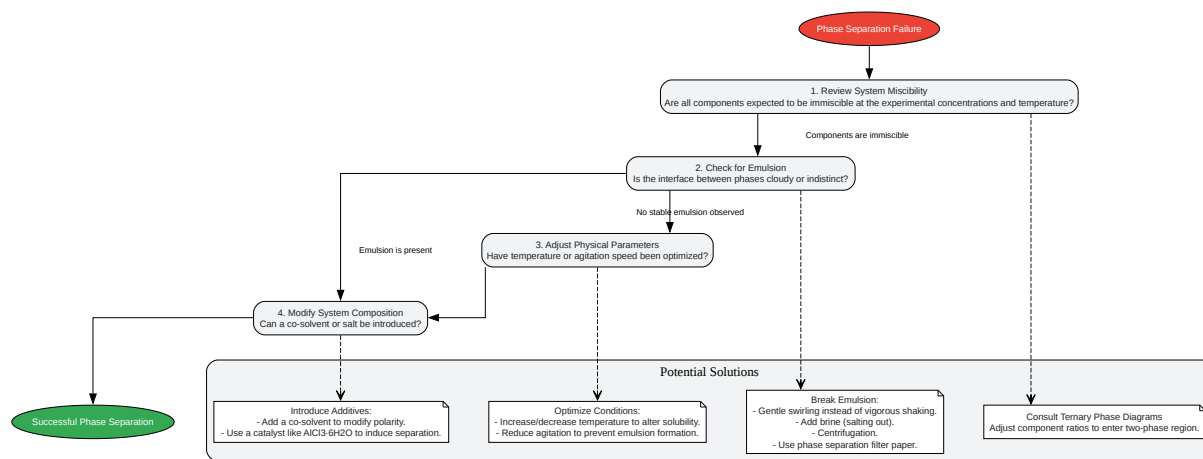 Phase Separation Failure
1. Review System Miscibility
Are all components expected to be immiscible at the experimental concentrations and temperature?
Components are immiscible
2. Check for Emulsion
Is the interface between phases cloudy or indistinct?
No stable emulsion observed
Emulsion is present
3. Adjust Physical Parameters
Have temperature or agitation speed been optimized?
4. Modify System Composition
Can a co-solvent or salt be introduced?
Successful Phase Separation
Potential Solutions
Introduce Additives:
- Add a co-solvent to modify polarity.
- Use a catalyst like AlCl3·6H2O to induce separation.
Optimize Conditions:
- Increase/decrease temperature to alter solubility.
- Reduce agitation to prevent emulsion formation.
Break Emulsion:
- Gentle swirling instead of vigorous shaking.
- Add brine (salting out).
- Centrifugation.
- Use phase separation filter paper.
Consult Ternary Phase Diagrams
Adjust component ratios to enter two-phase region.